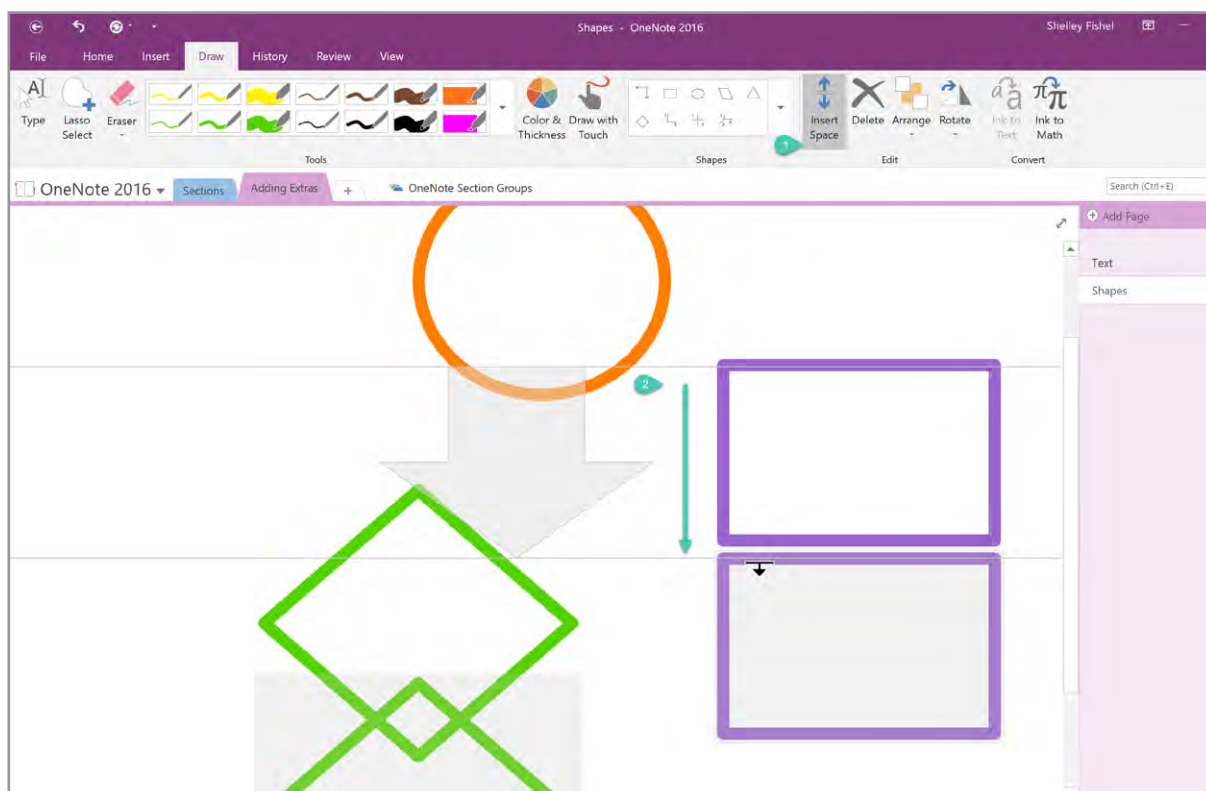 Shapes - OneNote 2016
Shelley Fishel
File Home Insert Draw History Review View
Type
Lasso Select
Eraser
Color & Thickness
Draw with Touch
Insert Space
Delete
Arrange
Rotate
Ink to Text
Ink to Math
1
Tools
Shapes
Edit
Convert
OneNote 2016
Sections
Adding Extras
OneNote Section Groups
Search (Ctrl+E)
Add Page
Text
Shapes
2